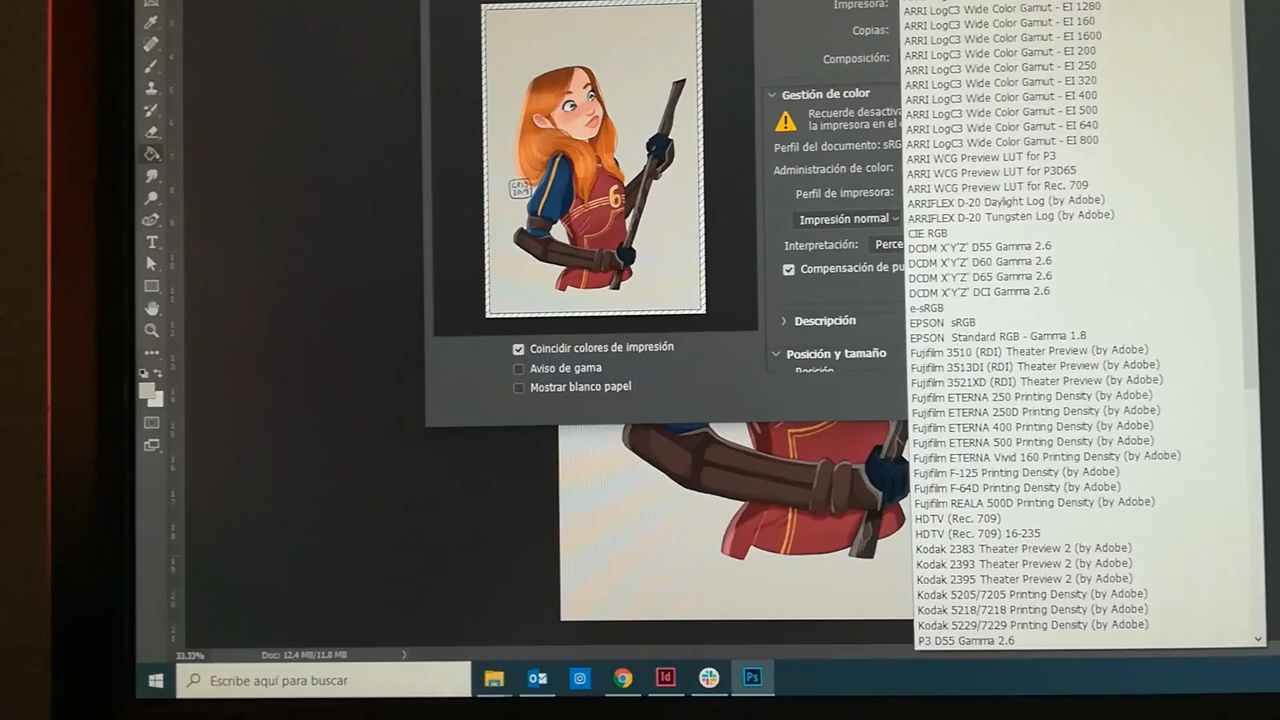 Impresora:
Copias:
Composición:
Gestión de color
Recuerde desactiva
la impresora en el
Perfil del documento: sRG
Administración de color:
Perfil de impresora:
Impresión normal
Interpretación:
Perce
Compensación de pu
Descripción
Posición y tamaño
Posición
6
2019
Coincidir colores de impresión
Aviso de gama
Mostrar blanco papel
ARRI LogC3 Wide Color Gamut - EI 1280
ARRI LogC3 Wide Color Gamut - EI 160
ARRI LogC3 Wide Color Gamut - EI 1600
ARRI LogC3 Wide Color Gamut - EI 200
ARRI LogC3 Wide Color Gamut - EI 250
ARRI LogC3 Wide Color Gamut - EI 320
ARRI LogC3 Wide Color Gamut - EI 400
ARRI LogC3 Wide Color Gamut - EI 500
ARRI LogC3 Wide Color Gamut - EI 640
ARRI LogC3 Wide Color Gamut - EI 800
ARRI WCG Preview LUT for P3
ARRI WCG Preview LUT for P3D65
ARRI WCG Preview LUT for Rec. 709
ARRIFLEX D-20 Daylight Log (by Adobe)
ARRIFLEX D-20 Tungsten Log (by Adobe)
CIE RGB
DCDM X'Y'Z' D55 Gamma 2.6
DCDM X'Y'Z' D60 Gamma 2.6
DCDM X'Y'Z' D65 Gamma 2.6
DCDM X'Y'Z' DCI Gamma 2.6
e-sRGB
EPSON sRGB
EPSON Standard RGB - Gamma 1.8
Fujifilm 3510 (RDI) Theater Preview (by Adobe)
Fujifilm 3513DI (RDI) Theater Preview (by Adobe)
Fujifilm 3521XD (RDI) Theater Preview (by Adobe)
Fujifilm ETERNA 250 Printing Density (by Adobe)
Fujifilm ETERNA 250D Printing Density (by Adobe)
Fujifilm ETERNA 400 Printing Density (by Adobe)
Fujifilm ETERNA 500 Printing Density (by Adobe)
Fujifilm ETERNA Vivid 160 Printing Density (by Adobe)
Fujifilm F-125 Printing Density (by Adobe)
Fujifilm F-64D Printing Density (by Adobe)
Fujifilm REALA 500D Printing Density (by Adobe)
HDTV (Rec. 709)
HDTV (Rec. 709) 16-235
Kodak 2383 Theater Preview 2 (by Adobe)
Kodak 2393 Theater Preview 2 (by Adobe)
Kodak 2395 Theater Preview 2 (by Adobe)
Kodak 5205/7205 Printing Density (by Adobe)
Kodak 5218/7218 Printing Density (by Adobe)
Kodak 5229/7229 Printing Density (by Adobe)
P3 D55 Gamma 2.6
33.33%
Doc: 12.4 MB/11.8 MB
Escribe aquí para buscar
Id
Ps